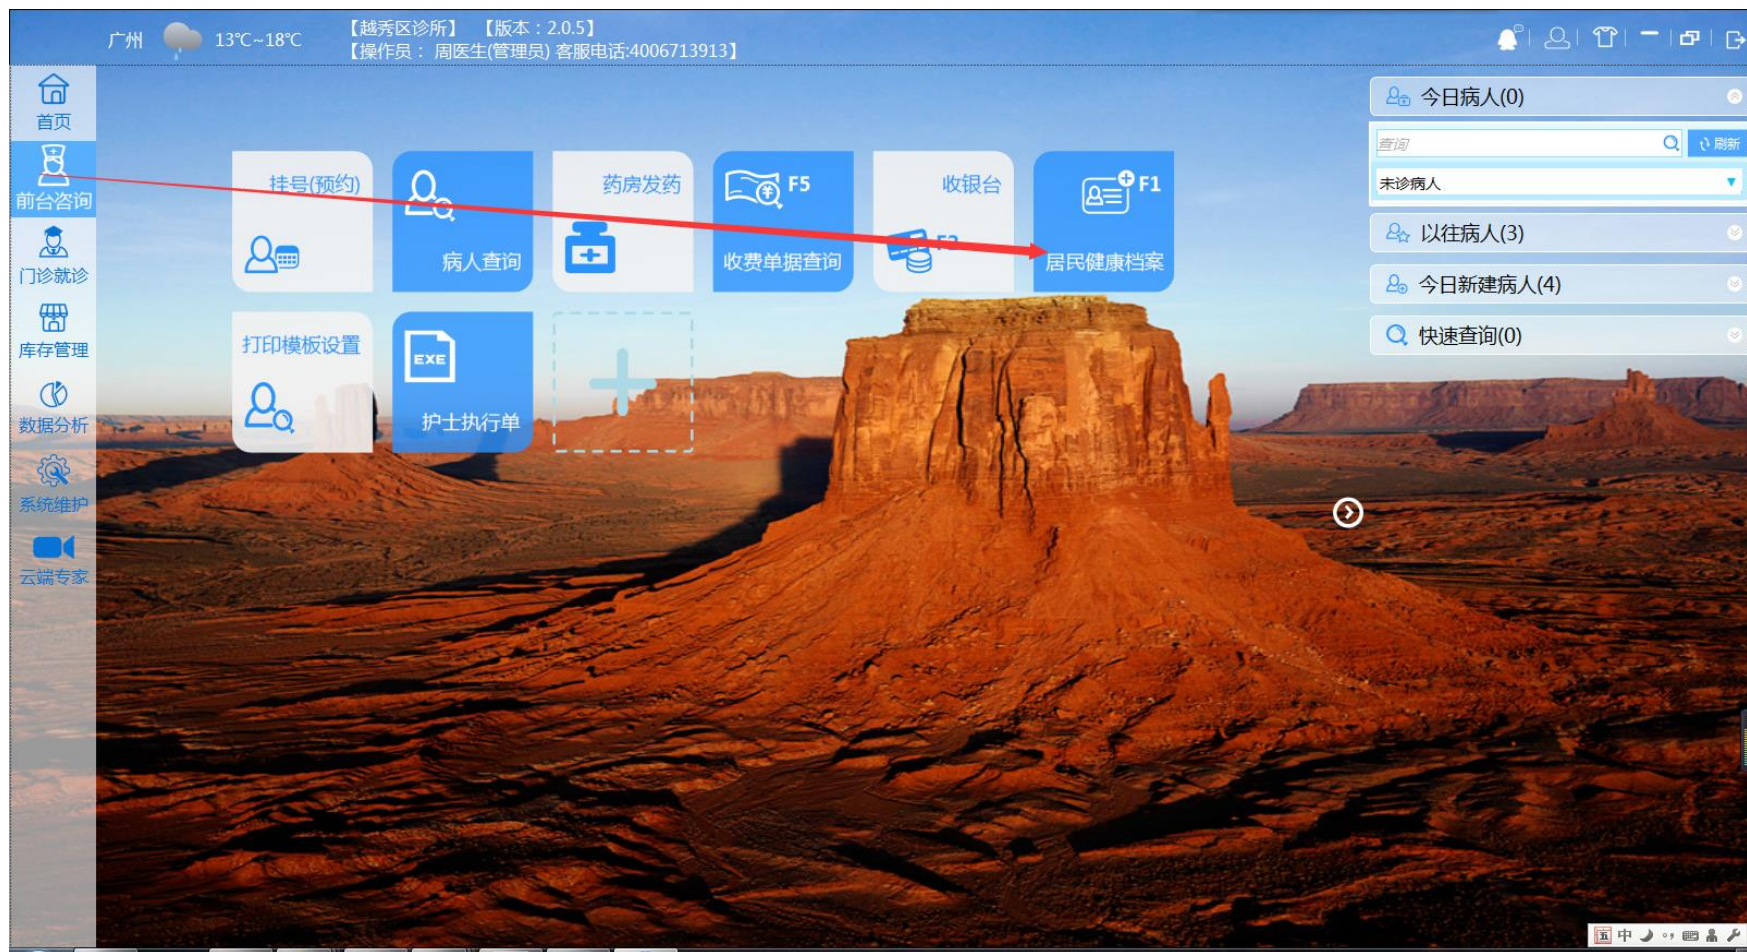 广州
13℃~18℃
【越秀区诊所】 【版本：2.0.5】
【操作员： 周医生(管理员) 客服电话:4006713913】
首页
前台咨询
门诊就诊
库存管理
数据分析
系统维护
云端专家
挂号(预约)
病人查询
药房发药
F5
收费单据查询
收银台
F1
居民健康档案
打印模板设置
EXE
护士执行单
今日病人(0)
查询
刷新
未诊病人
以往病人(3)
今日新建病人(4)
快速查询(0)
五 中